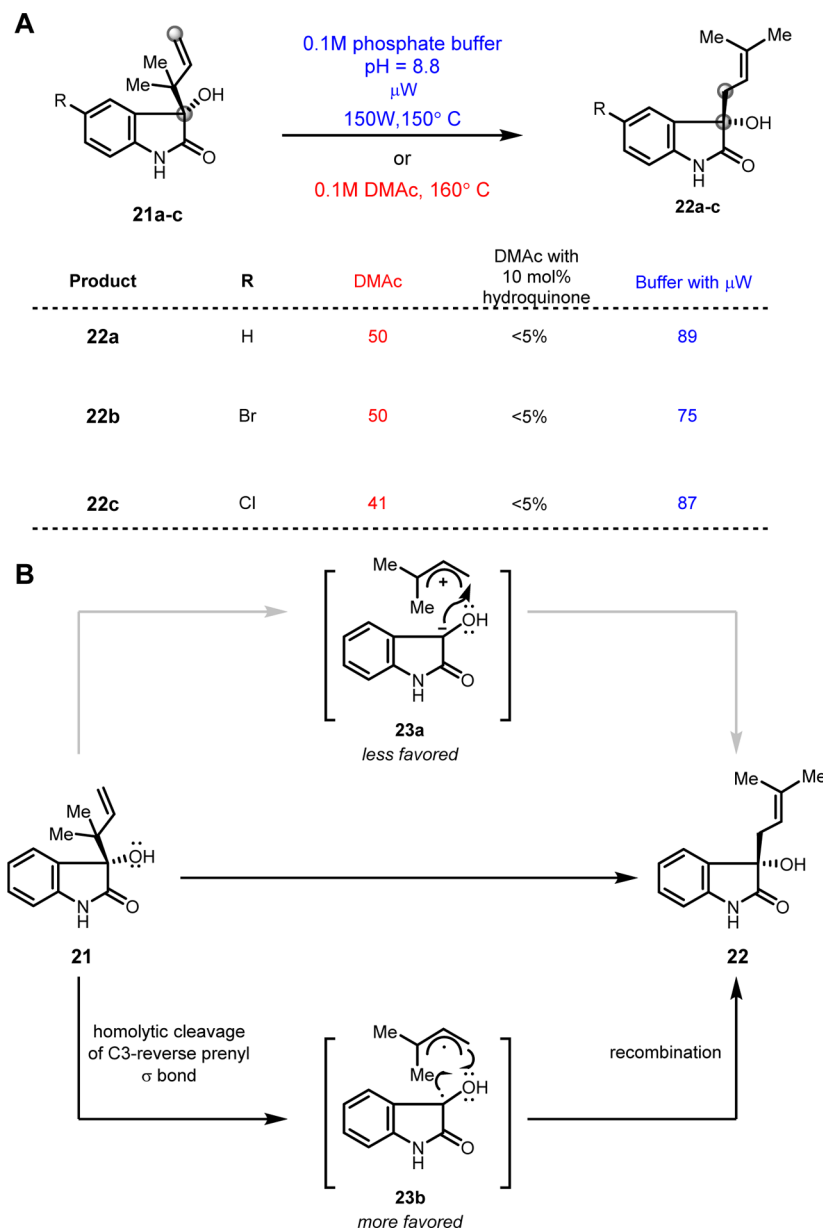 A
Me
Me
OH
R
N
H
O
21a-c
0.1M phosphate buffer
pH = 8.8
μW
150W,150° C
or
0.1M DMAc, 160° C
Me
Me
R
OH
N
H
O
22a-c
Product
R
DMAc
DMAc with
10 mol%
hydroquinone
Buffer with μW
22a H 50 <5% 89
22b Br 50 <5% 75
22c Cl 41 <5% 87
B
Me
Me
+
−
OH
N
H
O
23a
less favored
Me
Me
OH
N
H
O
21
Me
Me
OH
N
H
O
22
homolytic cleavage
of C3-reverse prenyl
σ bond
Me
Me
OH
N
H
O
23b
more favored
recombination